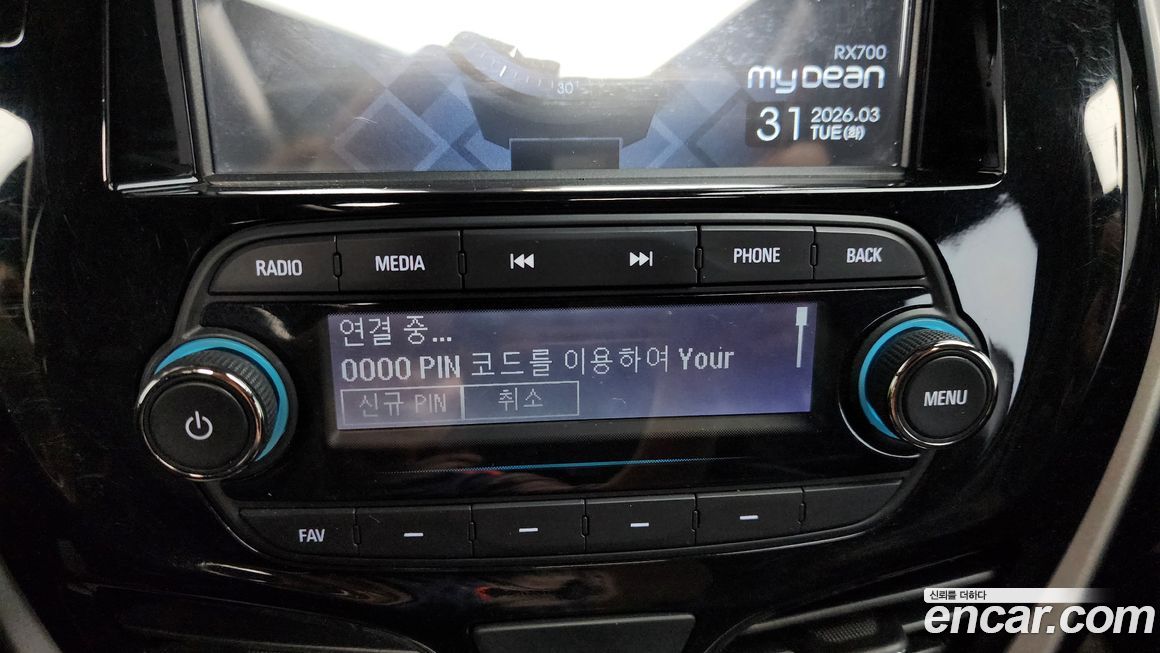 RX700
myDean
31 2026.03
TUE(화)
30
RADIO MEDIA PHONE BACK
연결 중...
0000 PIN 코드를 이용하여 Your
신규 PIN 취소
MENU
FAV
신뢰를 더하다
encar.com